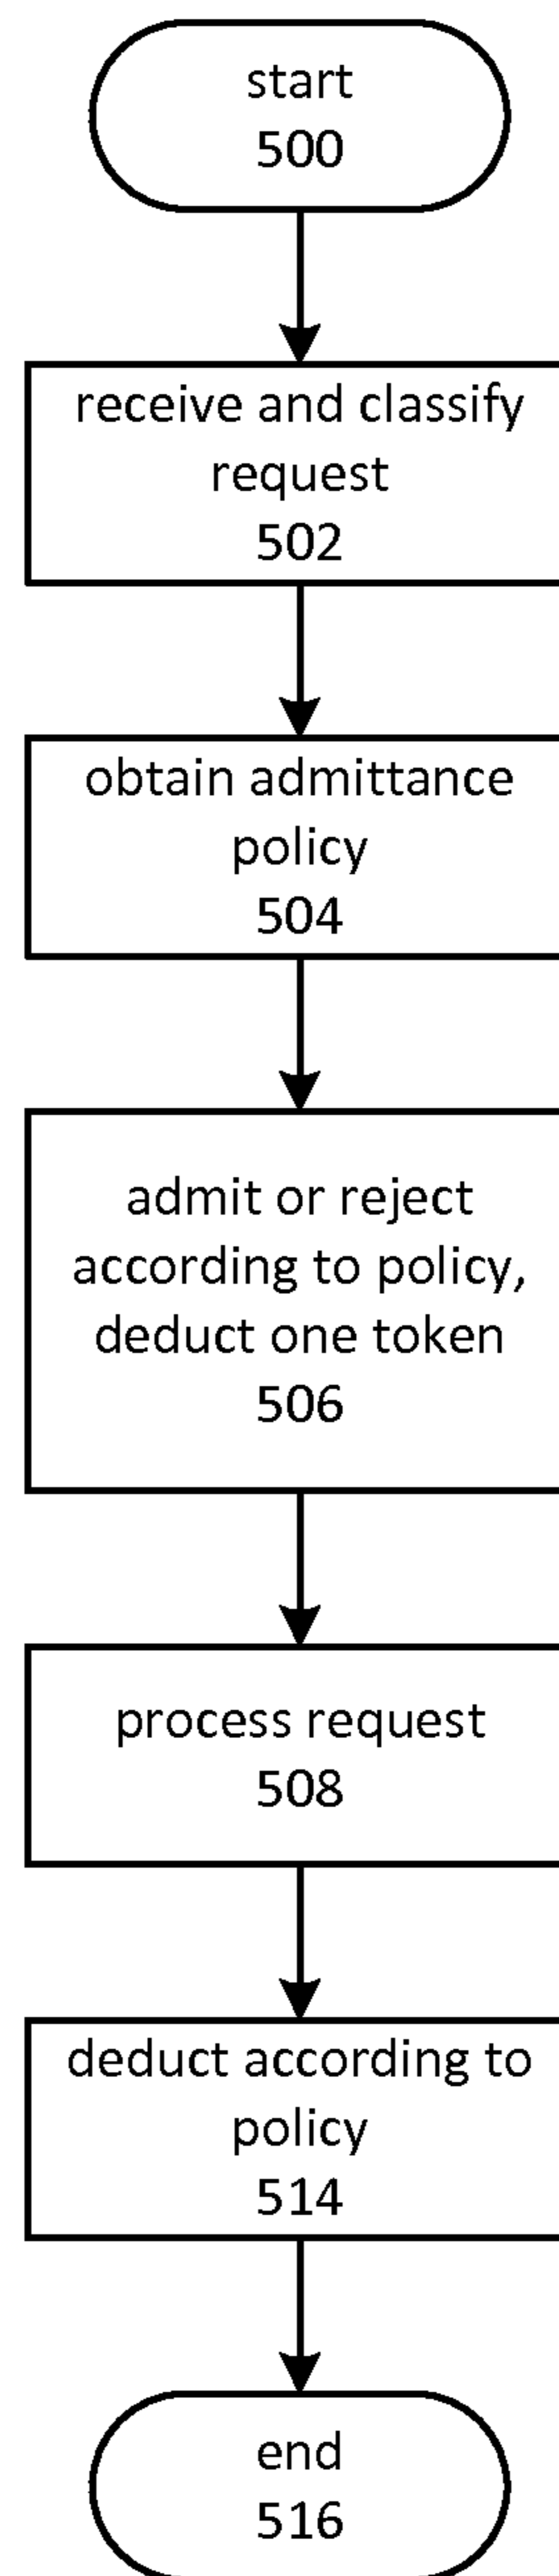 start
500
receive and classify
request
502
obtain admittance
policy
504
admit or reject
according to policy,
deduct one token
506
process request
508
deduct according to
policy
514
end
516